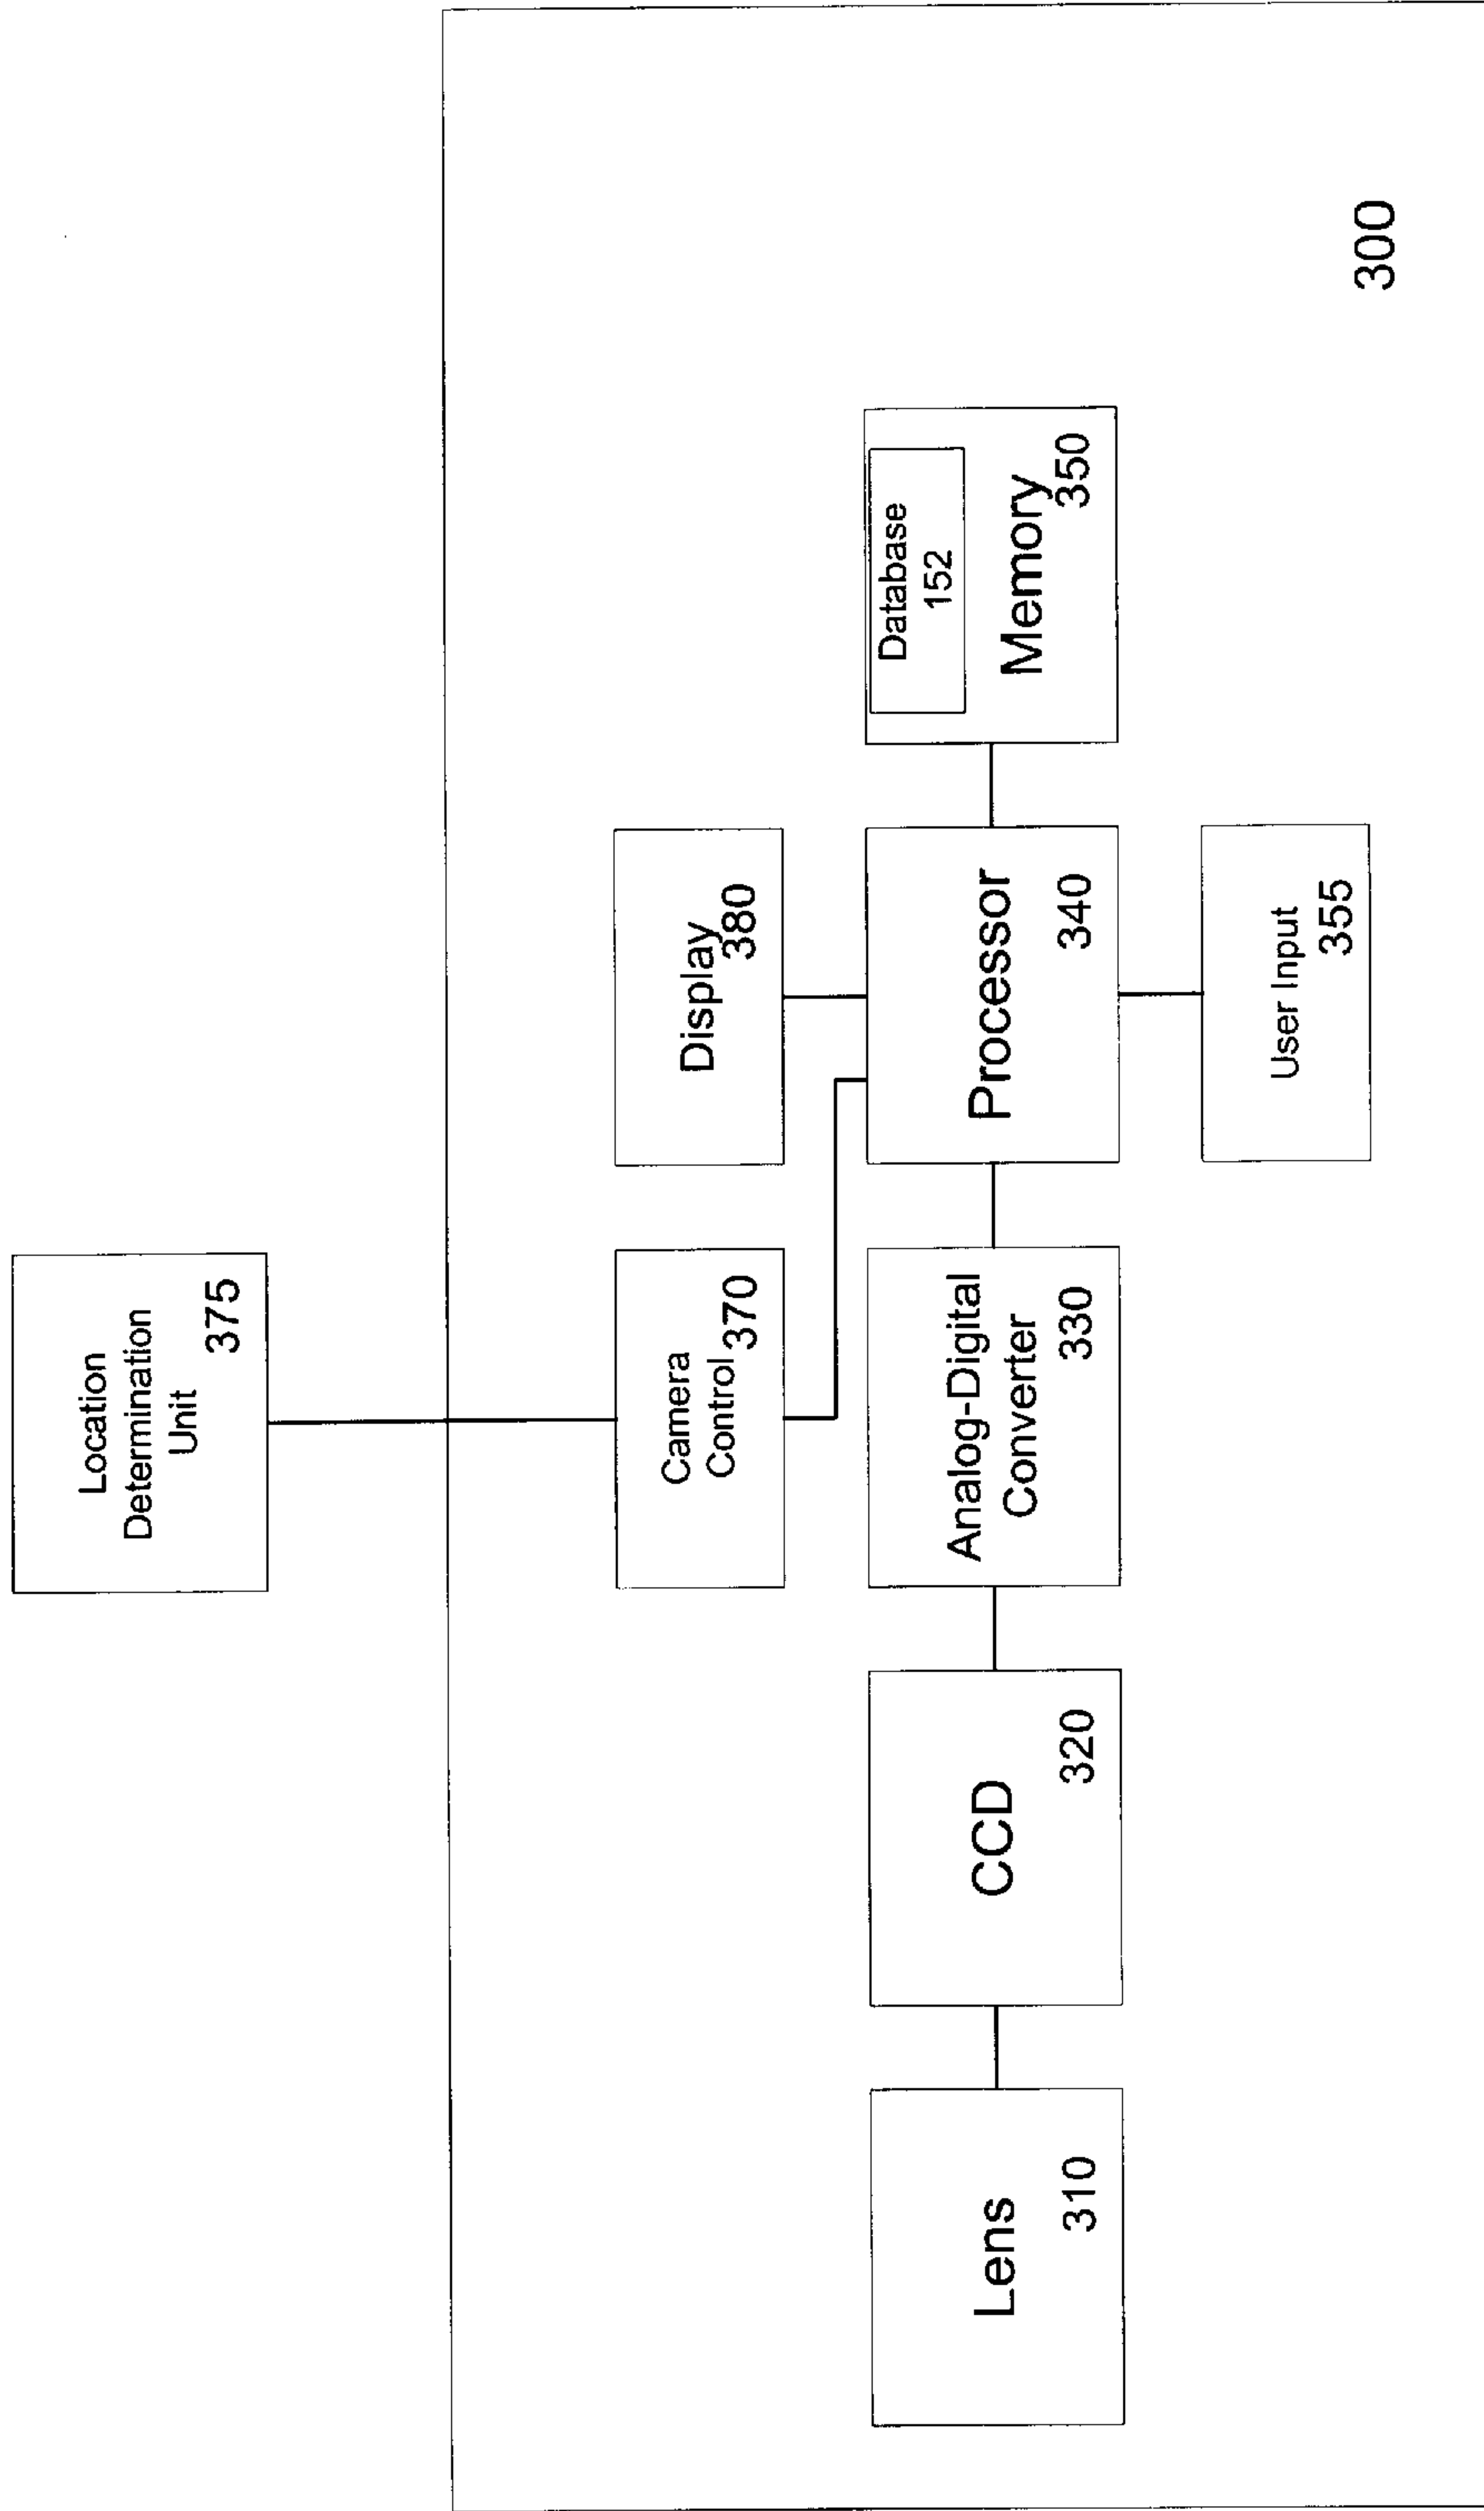 Location
Determination
Unit
375
Camera
Control 370
Display
380
Lens
310
CCD
320
Analog-Digital
Converter
330
Processor
340
Database
152
Memory
350
User Input
355
300